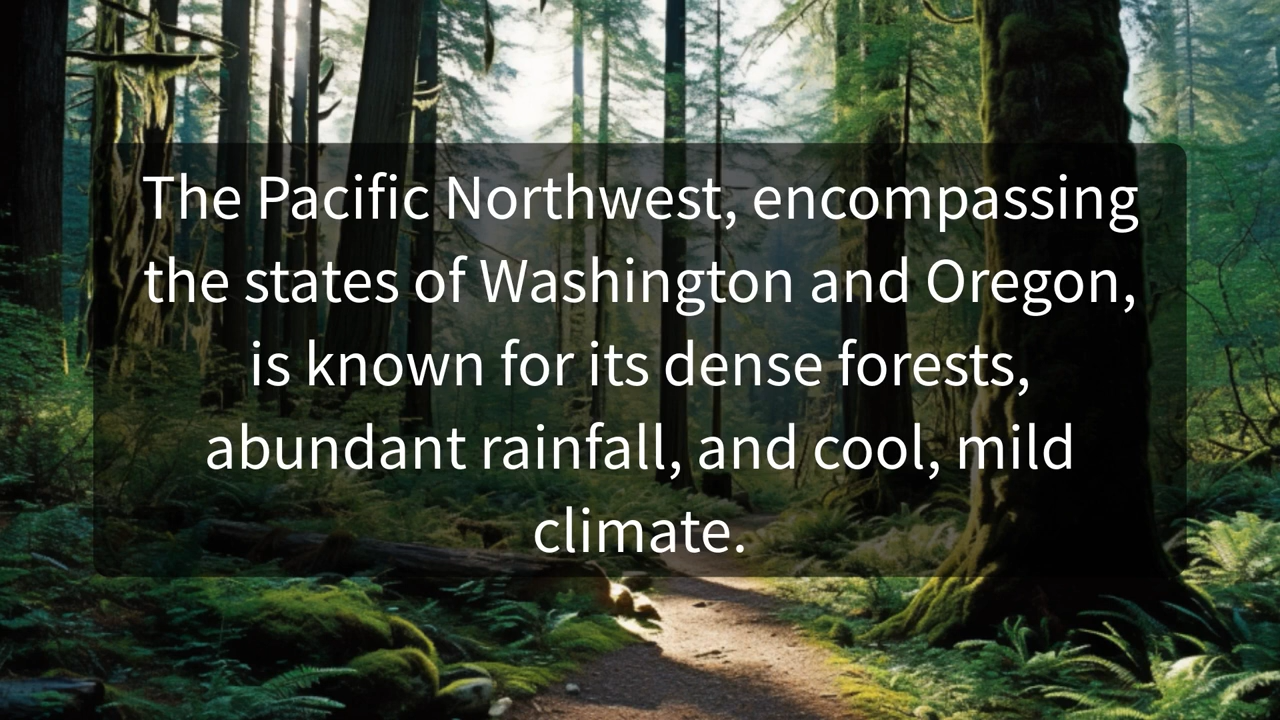 The Pacific Northwest, encompassing
the states of Washington and Oregon,
is known for its dense forests,
abundant rainfall, and cool, mild
climate.